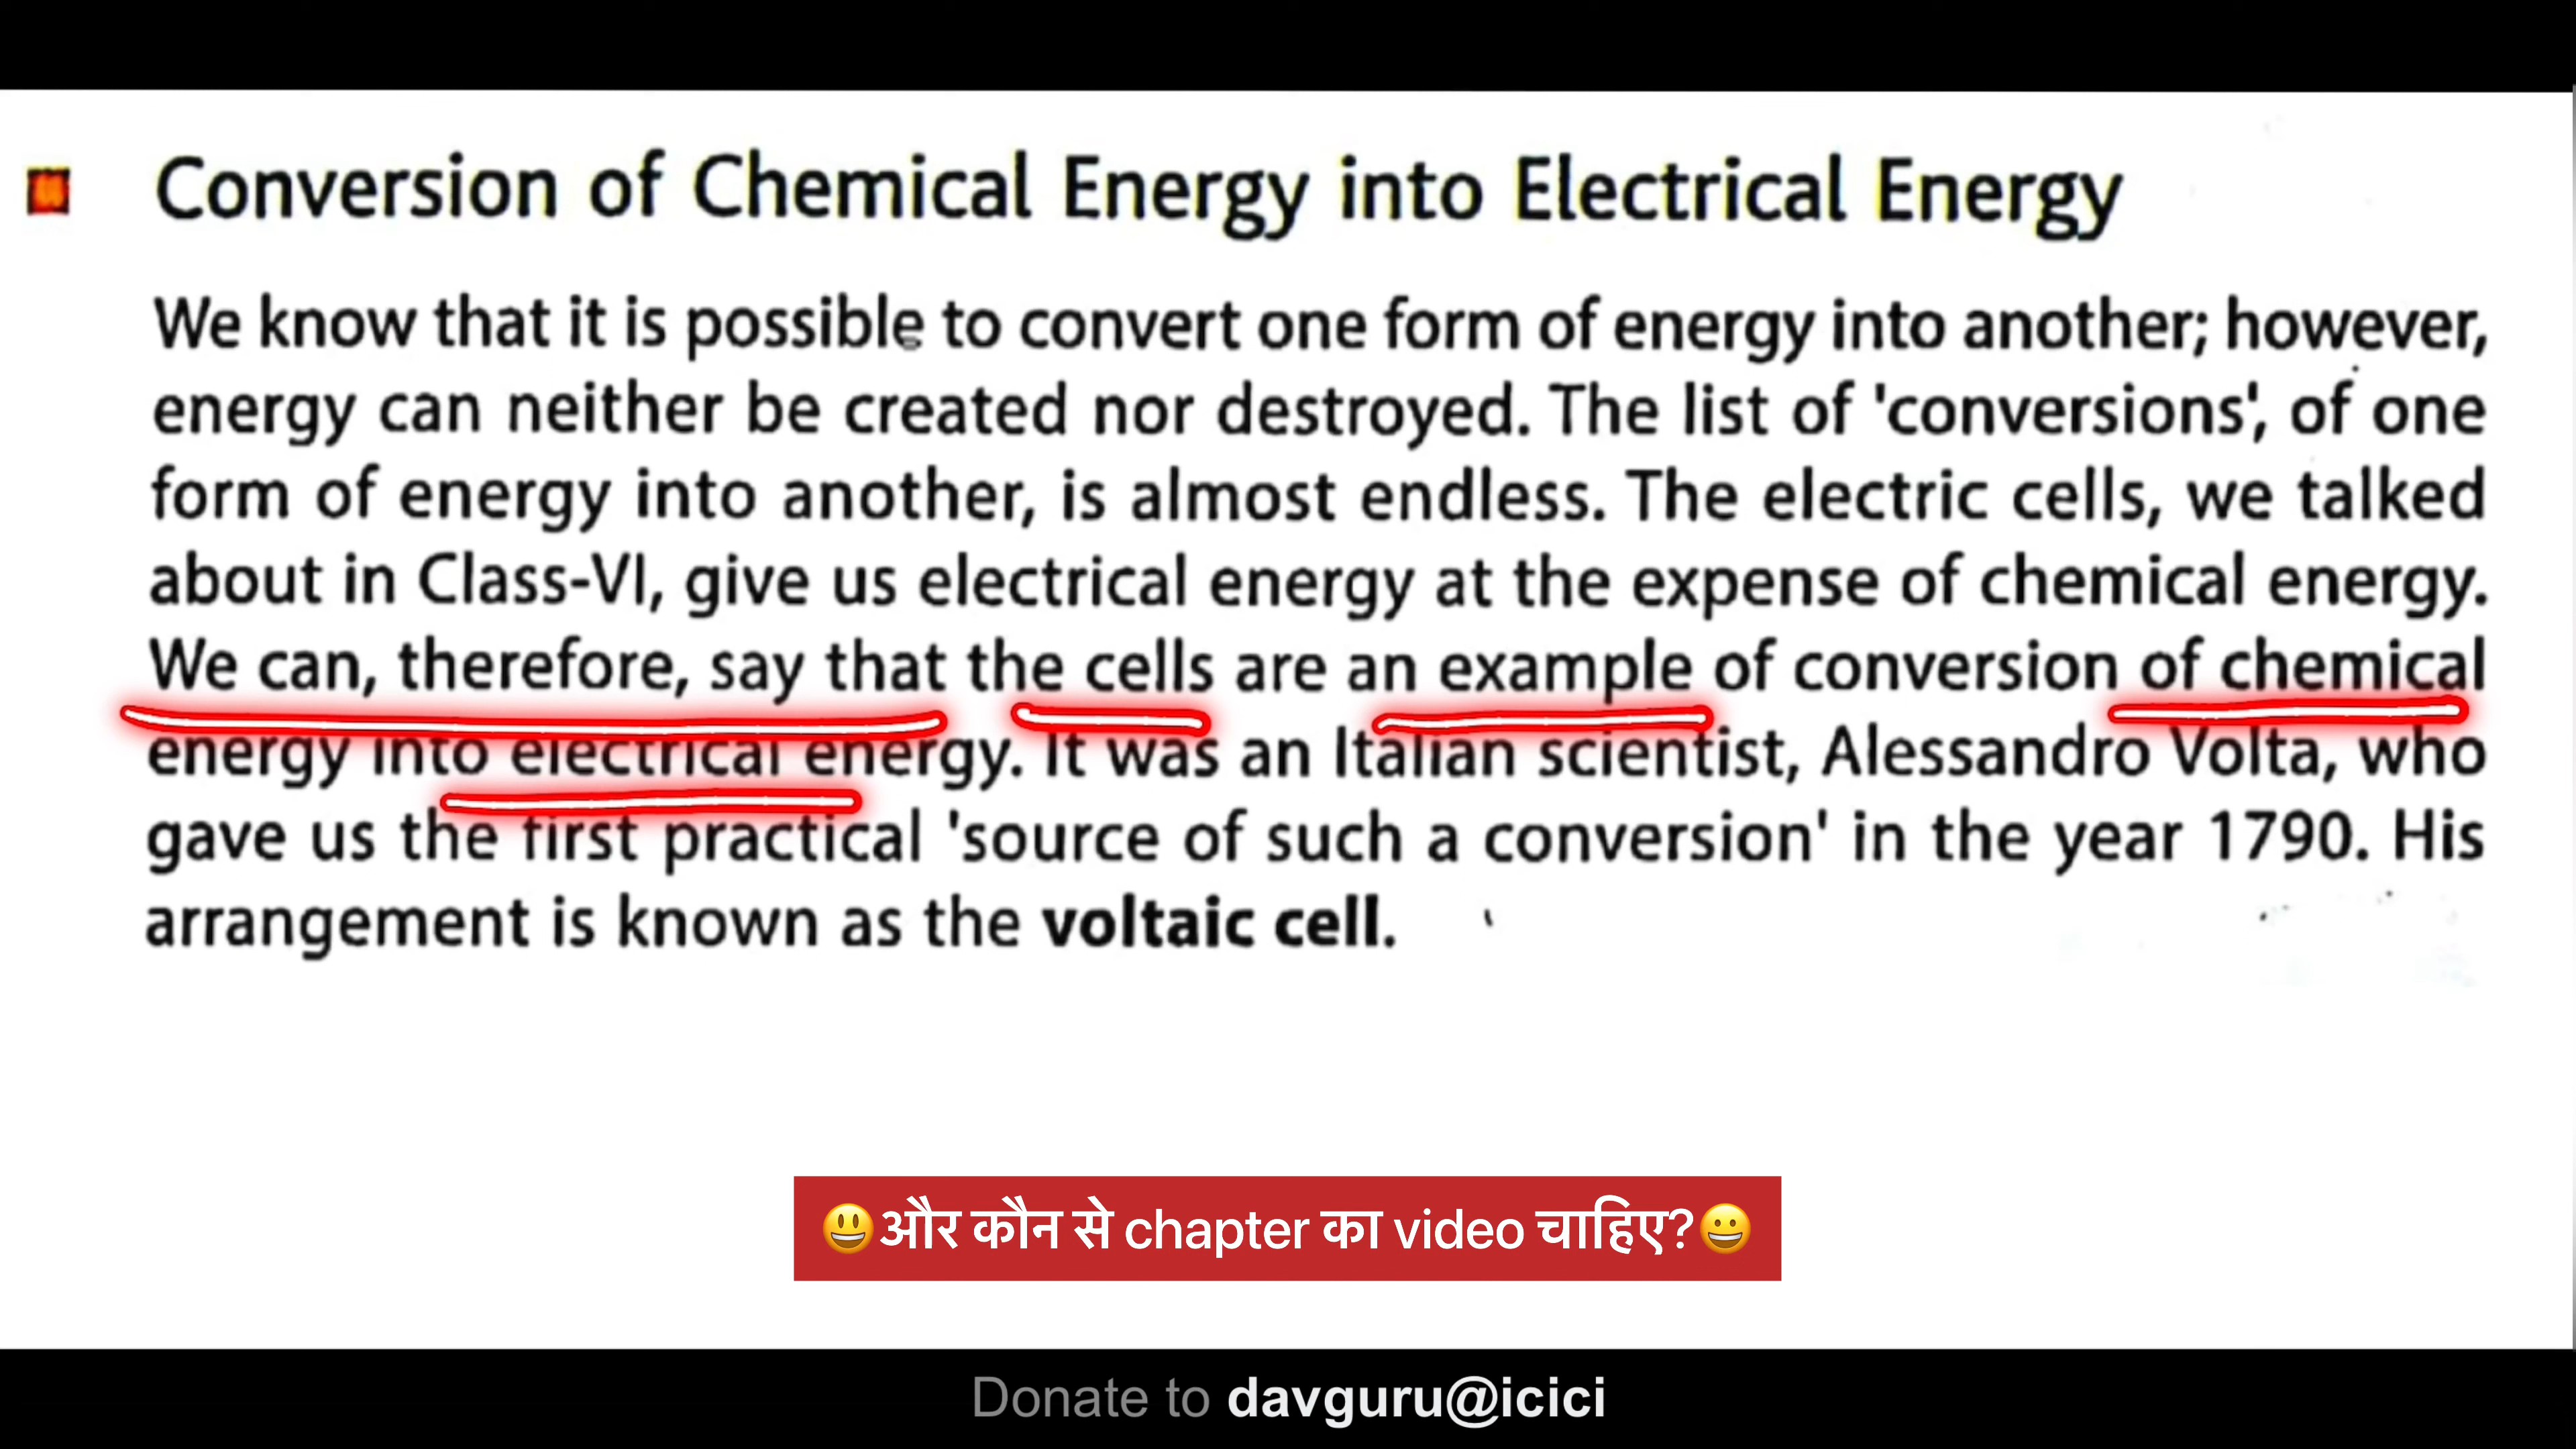 Conversion of Chemical Energy into Electrical Energy
We know that it is possible to convert one form of energy into another; however,
energy can neither be created nor destroyed. The list of 'conversions', of one
form of energy into another, is almost endless. The electric cells, we talked
about in Class-VI, give us electrical energy at the expense of chemical energy.
We can, therefore, say that the cells are an example of conversion of chemical
energy into electrical energy. It was an Italian scientist, Alessandro Volta, who
gave us the first practical 'source of such a conversion' in the year 1790. His
arrangement is known as the voltaic cell.
😃और कौन से chapter का video चाहिए?😀
Donate to davguru@icici